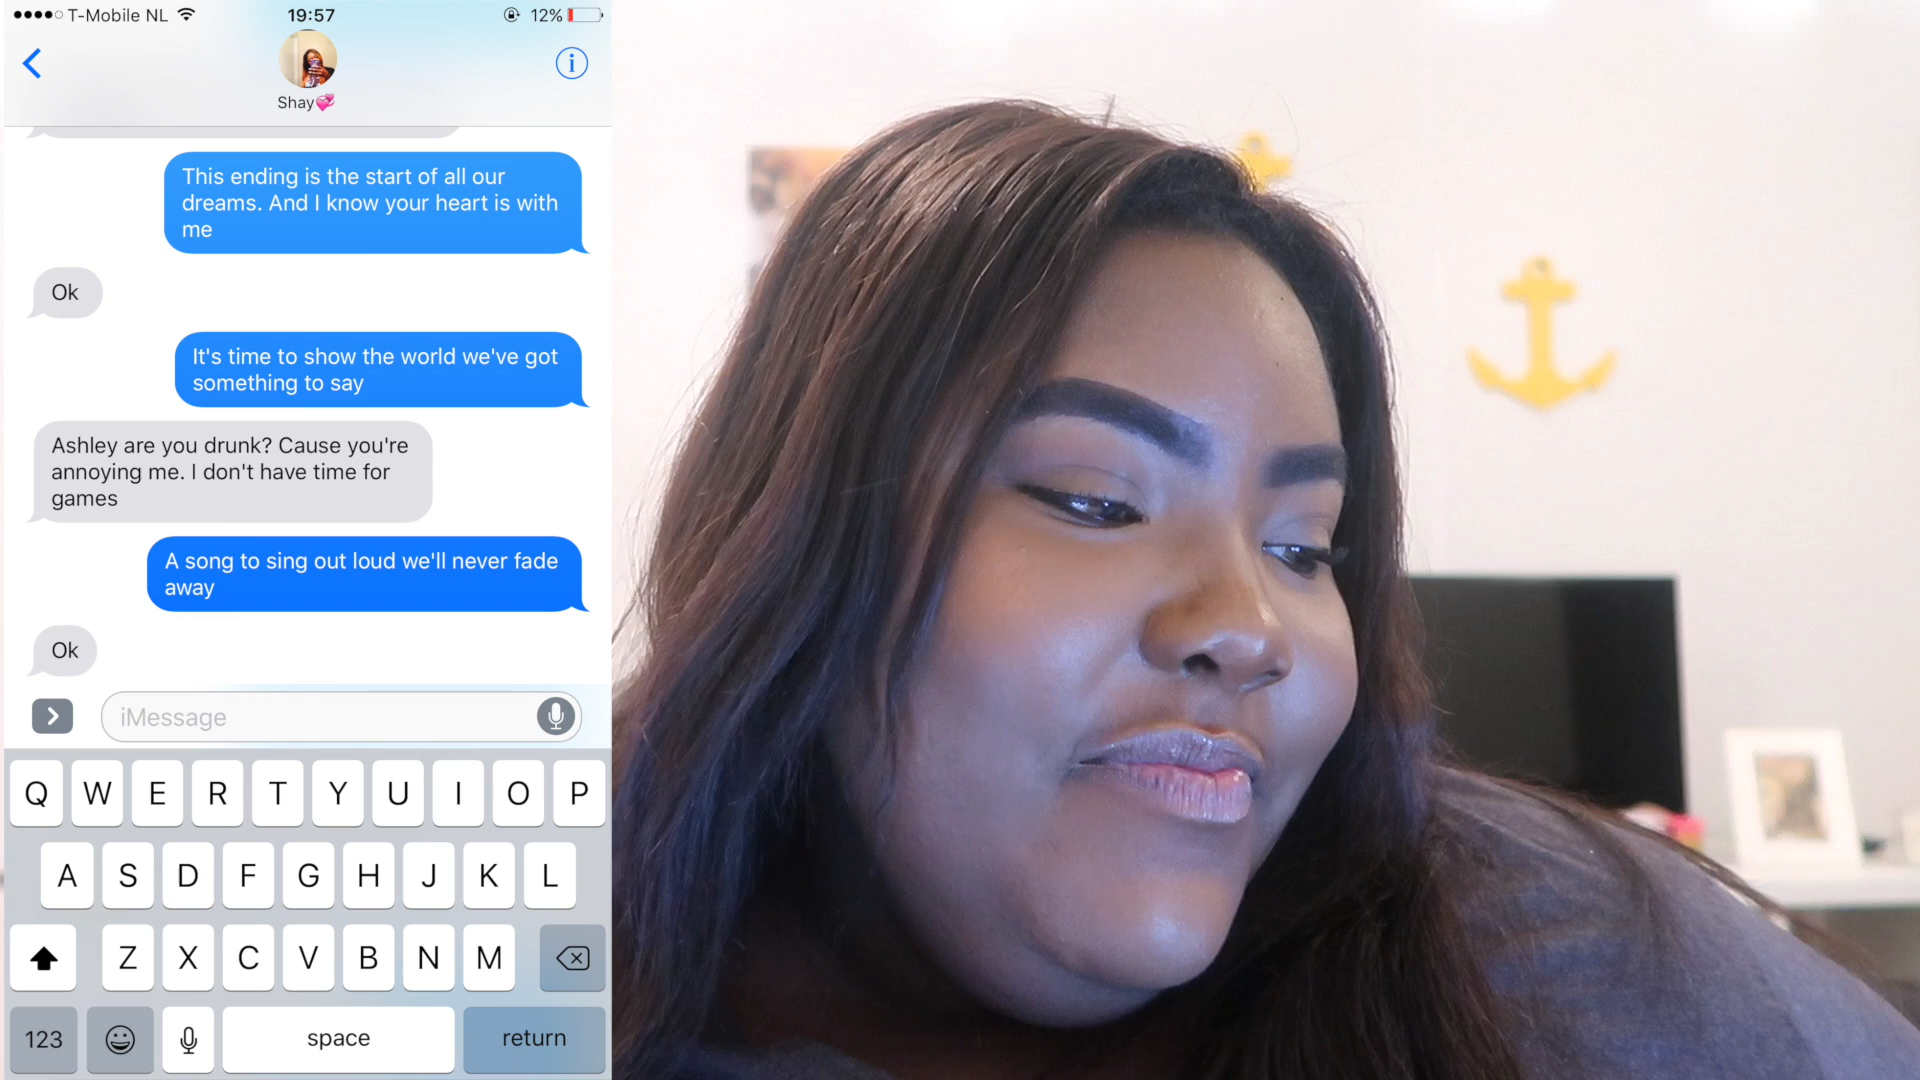 T-Mobile NL 19:57 12%
Shay
This ending is the start of all our
dreams. And I know your heart is with
me
Ok
It's time to show the world we've got
something to say
Ashley are you drunk? Cause you're
annoying me. I don't have time for
games
A song to sing out loud we'll never fade
away
Ok
iMessage
Q W E R T Y U I O P
A S D F G H J K L
Z X C V B N M
123 space return